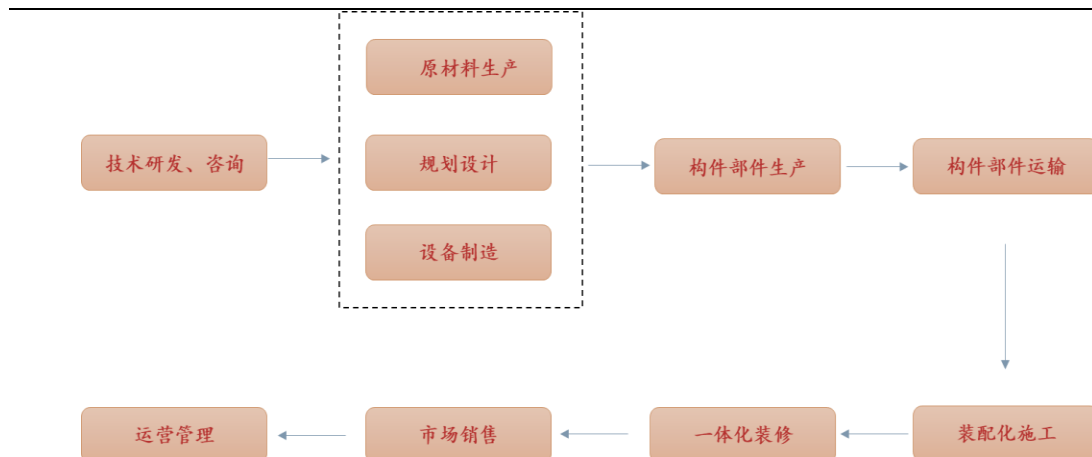 技术研发、咨询
原材料生产
规划设计
设备制造
构件部件生产
构件部件运输
装配化施工
一体化装修
市场销售
运营管理